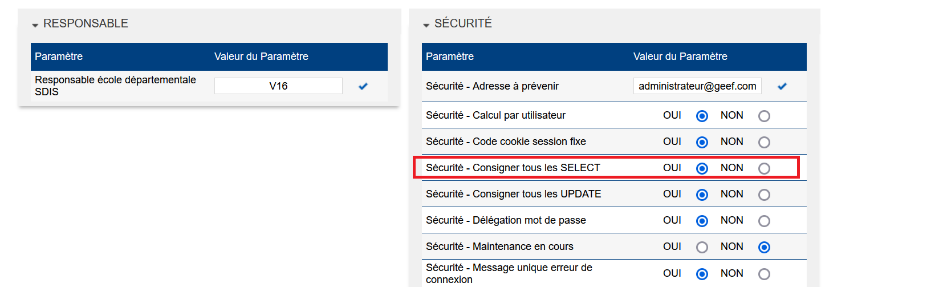 RESPONSABLE
Paramètre Valeur du Paramètre
Responsable école départementale
SDIS
V16
SÉCURITÉ
Paramètre Valeur du Paramètre
Sécurité - Adresse à prévenir administrateur@geef.com
Sécurité - Calcul par utilisateur OUI NON
Sécurité - Code cookie session fixe OUI NON
Sécurité - Consigner tous les SELECT OUI NON
Sécurité - Consigner tous les UPDATE OUI NON
Sécurité - Délégation mot de passe OUI NON
Sécurité - Maintenance en cours OUI NON
Sécurité - Message unique erreur de
connexion
OUI NON